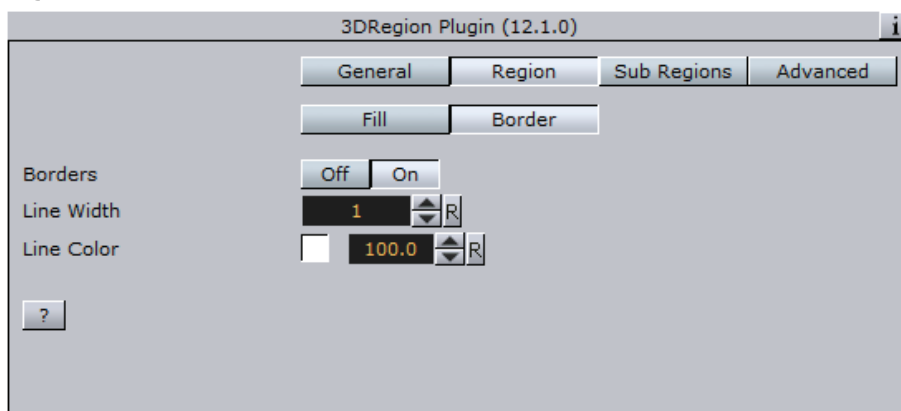 3DRegion Plugin (12.1.0) i
General Region Sub Regions Advanced
Fill Border
Borders Off On
Line Width 1 R
Line Color 100.0 R
?